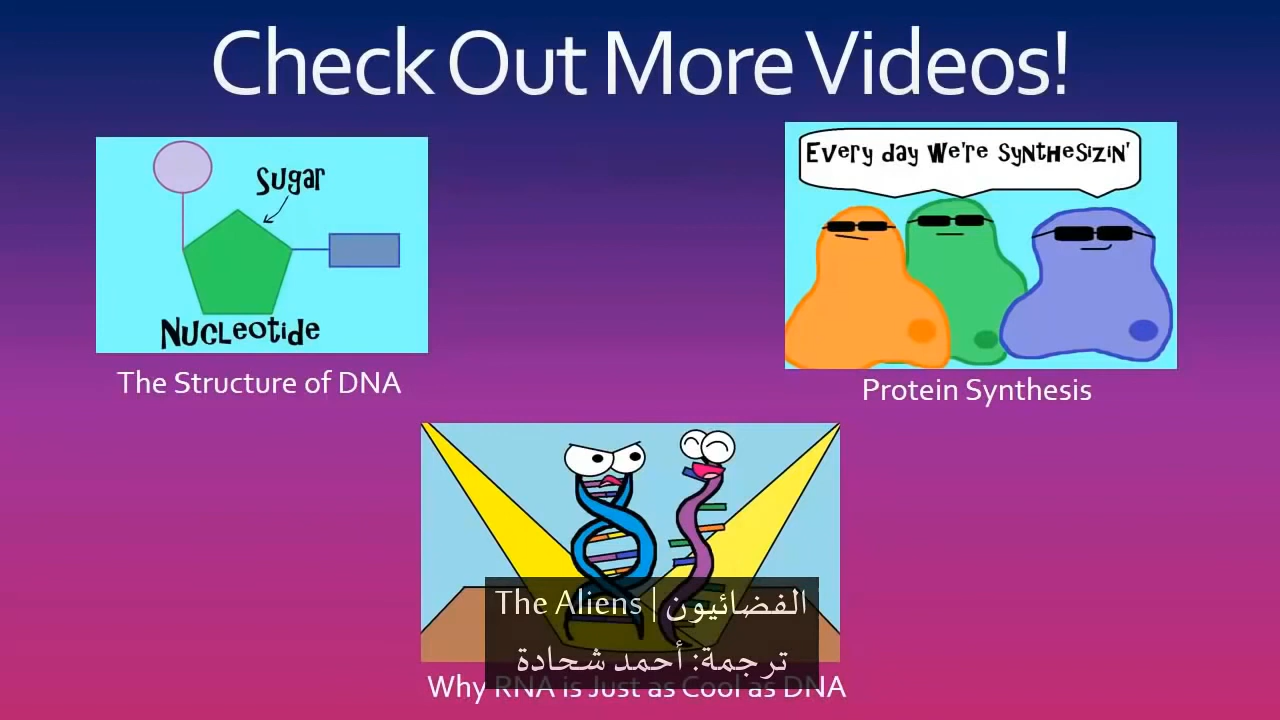 Check Out More Videos!
Sugar
Nucleotide
The Structure of DNA
Every day We're Synthesizin'
Protein Synthesis
The Aliens | الفضائيون
ترجمة: أحمد شحادة
Why RNA is Just as Cool as DNA